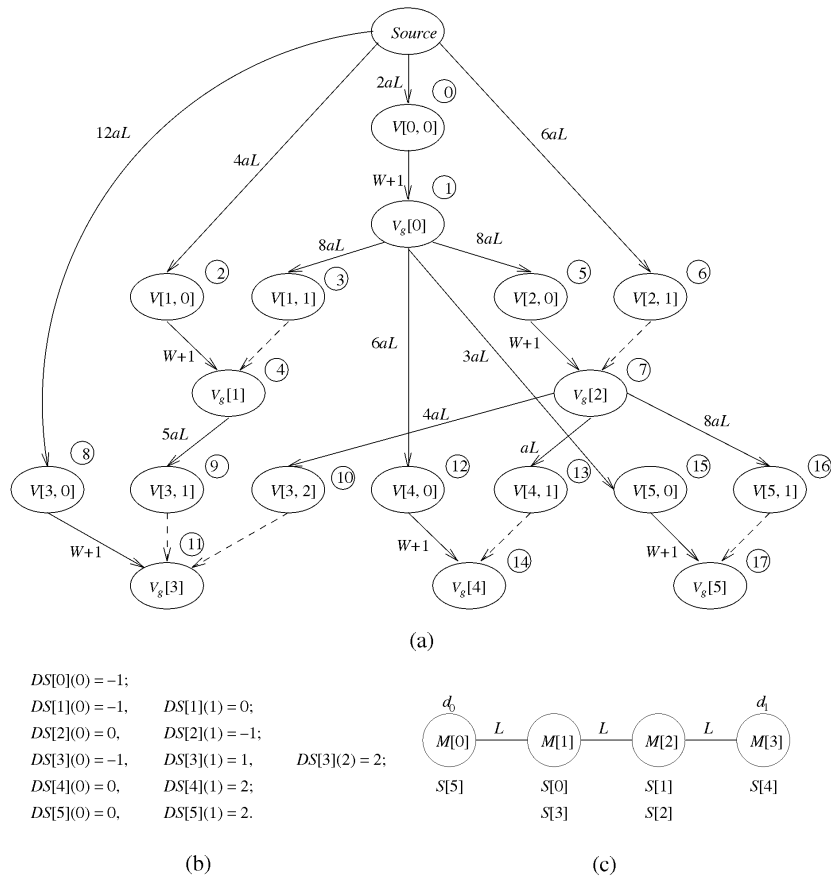 Source
2aL 0
12aL V[0, 0] 6aL
4aL
W+1 1
V_g[0]
8aL 8aL
2 3 5 6
V[1, 0] V[1, 1] V[2, 0] V[2, 1]
6aL
W+1 3aL W+1
4 7
V_g[1] V_g[2]
4aL 8aL
5aL aL
8 9 10 12 13 15 16
V[3, 0] V[3, 1] V[3, 2] V[4, 0] V[4, 1] V[5, 0] V[5, 1]
W+1 11 W+1 14 W+1 17
V_g[3] V_g[4] V_g[5]
(a)
DS[0](0) = −1;
DS[1](0) = −1, DS[1](1) = 0;
DS[2](0) = 0, DS[2](1) = −1;
DS[3](0) = −1, DS[3](1) = 1, DS[3](2) = 2;
DS[4](0) = 0, DS[4](1) = 2;
DS[5](0) = 0, DS[5](1) = 2.
(b)
d_0 d_1
M[0] L M[1] L M[2] L M[3]
S[5] S[0] S[1] S[4]
S[3] S[2]
(c)